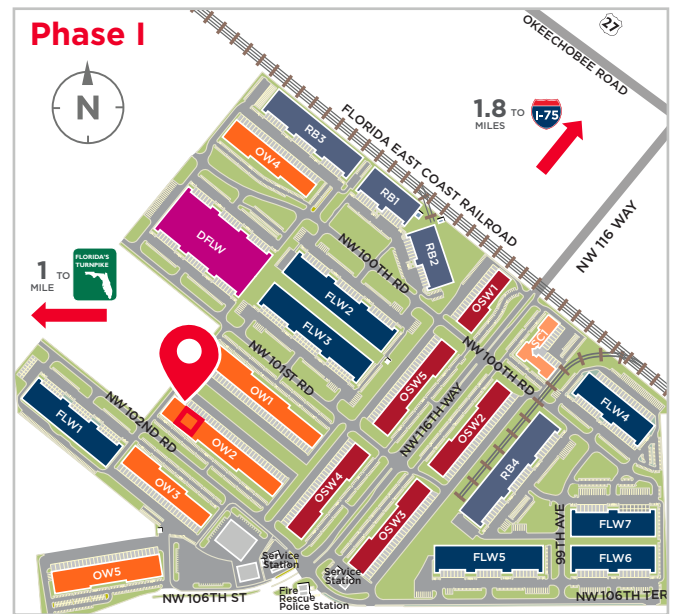 Phase I
27
OKEECHOBEE ROAD
N
1.8 TO
MILES
I-75
FLORIDA EAST COAST RAILROAD
NW 116 WAY
RB3
OW4
RB1
RB2
DFLW
NW 100TH RD
FLORIDA'S
TURNPIKE
1 TO
MILE
FLW2
FLW3
OSW1
SC1
NW 101ST RD
NW 100TH RD
OW1
OSW5
NW 116TH WAY
OSW2
FLW4
FLW1
NW 102ND RD
OW2
OW3
OSW4
RB4
OSW3
99TH AVE
FLW7
FLW5
FLW6
Service
Station
Service
Station
OW5
NW 106TH ST
Fire
Rescue
Police Station
NW 106TH TER